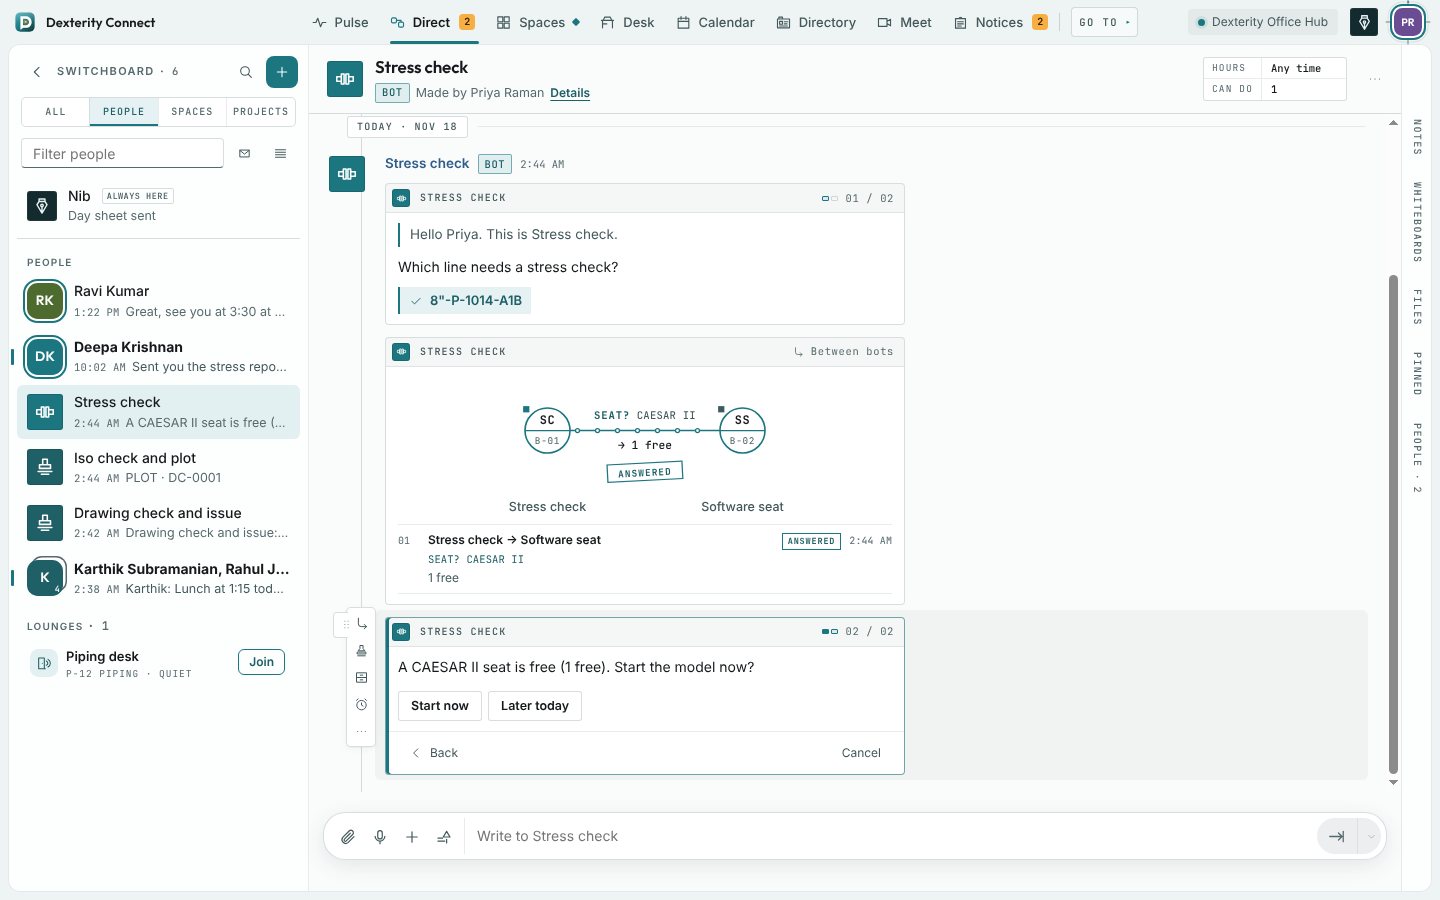 Dexterity Connect
Pulse
Direct 2
Spaces
Desk
Calendar
Directory
Meet
Notices 2
GO TO
Dexterity Office Hub
PR
SWITCHBOARD · 6
ALL
PEOPLE
SPACES
PROJECTS
Filter people
Nib ALWAYS HERE
Day sheet sent
PEOPLE
RK
Ravi Kumar
1:22 PM Great, see you at 3:30 at ...
DK
Deepa Krishnan
10:02 AM Sent you the stress repo...
Stress check
2:44 AM A CAESAR II seat is free (...
Iso check and plot
2:44 AM PLOT · DC-0001
Drawing check and issue
2:42 AM Drawing check and issue:...
K 4
Karthik Subramanian, Rahul J...
2:38 AM Karthik: Lunch at 1:15 tod...
LOUNGES · 1
Piping desk
P-12 PIPING · QUIET
Join
Stress check
BOT Made by Priya Raman Details
HOURS Any time
CAN DO 1
TODAY · NOV 18
Stress check BOT 2:44 AM
STRESS CHECK 01 / 02
Hello Priya. This is Stress check.
Which line needs a stress check?
8"-P-1014-A1B
STRESS CHECK Between bots
SC
B-01
SEAT? CAESAR II
→ 1 free
ANSWERED
SS
B-02
Stress check
Software seat
01 Stress check → Software seat ANSWERED 2:44 AM
SEAT? CAESAR II
1 free
STRESS CHECK 02 / 02
A CAESAR II seat is free (1 free). Start the model now?
Start now
Later today
Back
Cancel
Write to Stress check
NOTES
WHITEBOARDS
FILES
PINNED
PEOPLE · 2